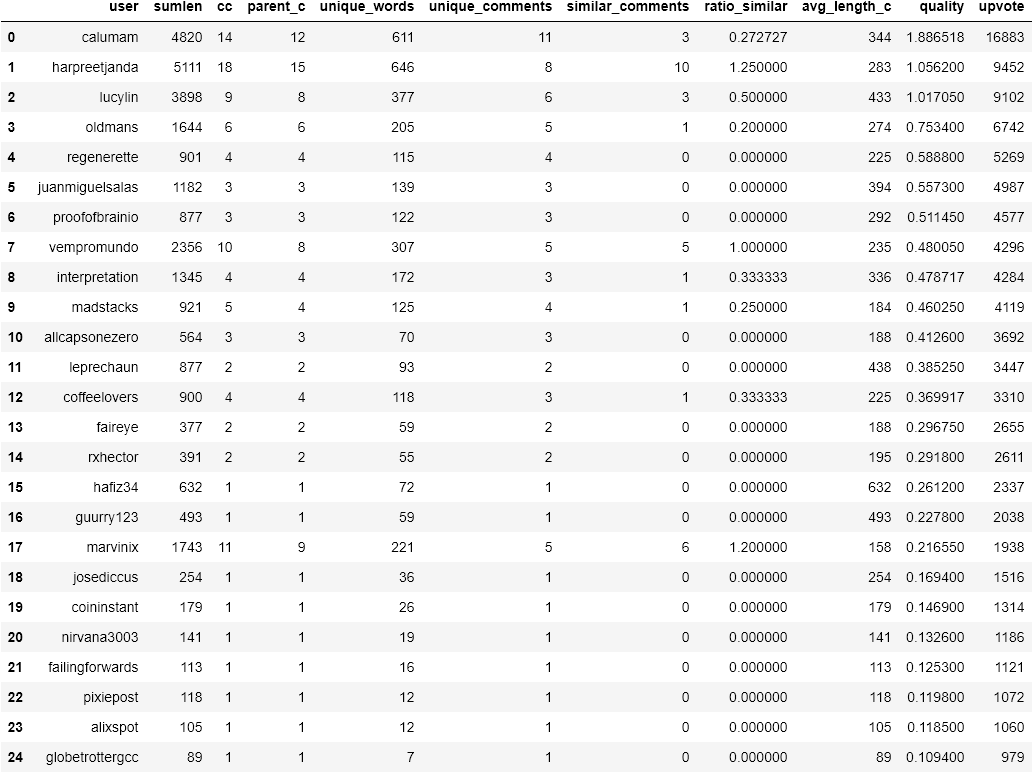 user sumlen cc parent_c unique_words unique_comments similar_comments ratio_similar avg_length_c quality upvote
0 calumam 4820 14 12 611 11 3 0.272727 344 1.886518 16883
1 harpreetjanda 5111 18 15 646 8 10 1.250000 283 1.056200 9452
2 lucylin 3898 9 8 377 6 3 0.500000 433 1.017050 9102
3 oldmans 1644 6 6 205 5 1 0.200000 274 0.753400 6742
4 regenerette 901 4 4 115 4 0 0.000000 225 0.588800 5269
5 juanmiguelsalas 1182 3 3 139 3 0 0.000000 394 0.557300 4987
6 proofofbrainio 877 3 3 122 3 0 0.000000 292 0.511450 4577
7 vempromundo 2356 10 8 307 5 5 1.000000 235 0.480050 4296
8 interpretation 1345 4 4 172 3 1 0.333333 336 0.478717 4284
9 madstacks 921 5 4 125 4 1 0.250000 184 0.460250 4119
10 allcapsonezero 564 3 3 70 3 0 0.000000 188 0.412600 3692
11 leprechaun 877 2 2 93 2 0 0.000000 438 0.385250 3447
12 coffeelovers 900 4 4 118 3 1 0.333333 225 0.369917 3310
13 faireye 377 2 2 59 2 0 0.000000 188 0.296750 2655
14 rxhector 391 2 2 55 2 0 0.000000 195 0.291800 2611
15 hafiz34 632 1 1 72 1 0 0.000000 632 0.261200 2337
16 guurry123 493 1 1 59 1 0 0.000000 493 0.227800 2038
17 marvinix 1743 11 9 221 5 6 1.200000 158 0.216550 1938
18 josediccus 254 1 1 36 1 0 0.000000 254 0.169400 1516
19 coininstant 179 1 1 26 1 0 0.000000 179 0.146900 1314
20 nirvana3003 141 1 1 19 1 0 0.000000 141 0.132600 1186
21 failingforwards 113 1 1 16 1 0 0.000000 113 0.125300 1121
22 pixiepost 118 1 1 12 1 0 0.000000 118 0.119800 1072
23 alixspot 105 1 1 12 1 0 0.000000 105 0.118500 1060
24 globetrottergcc 89 1 1 7 1 0 0.000000 89 0.109400 979